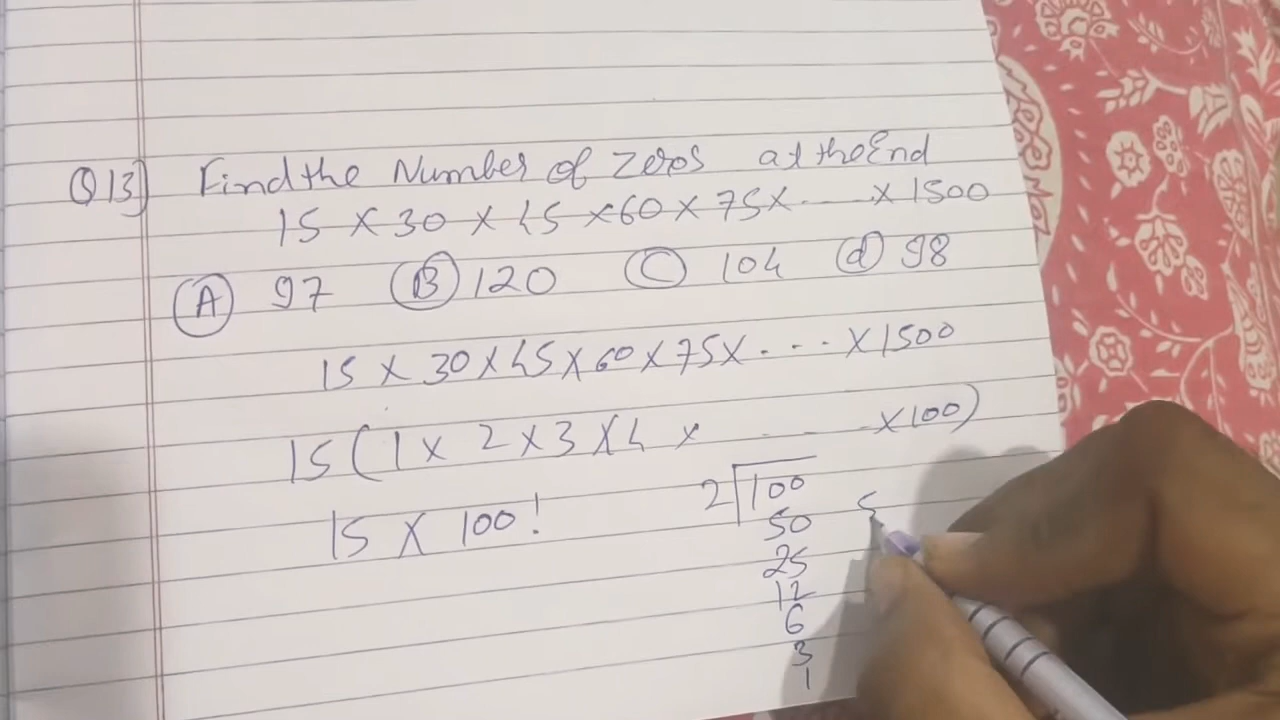 Q13) Find the Number of Zeros at the End
15 × 30 × 45 × 60 × 75 × ---- × 1500
(A) 97 (B) 120 (C) 104 (d) 98
15 × 30 × 45 × 60 × 75 × . . . . × 1500
15 ( 1 × 2 × 3 × 4 × - - - × 100 )
15 × 100!
2 100 5
50
25
12
6
3
1